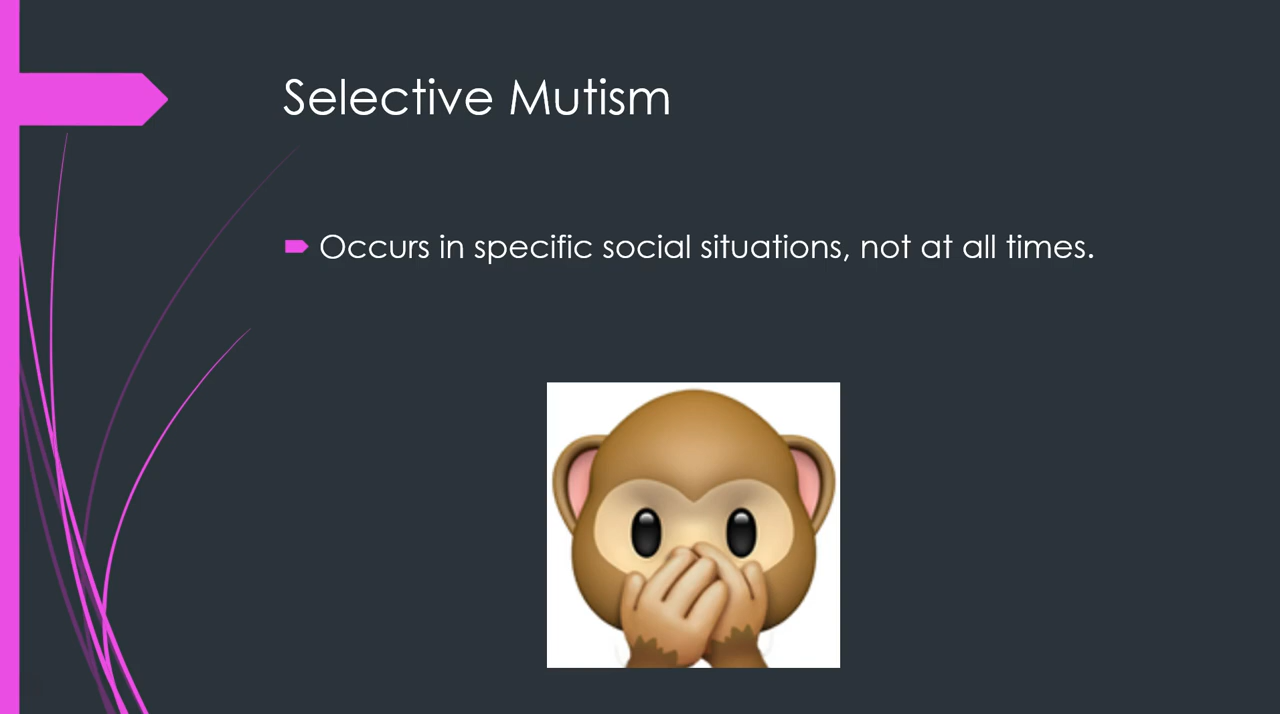 Selective Mutism
Occurs in specific social situations, not at all times.